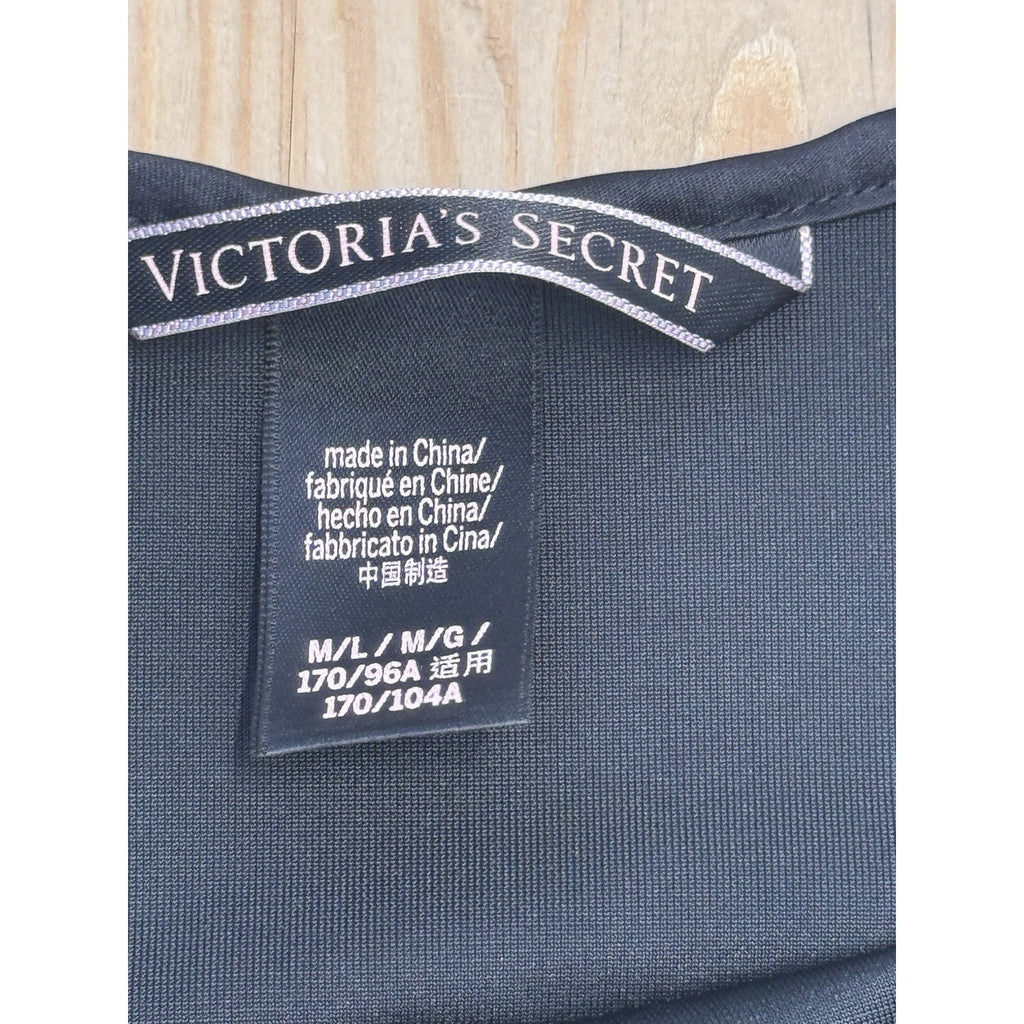 VICTORIA'S SECRET
made in China/
fabriqué en Chine/
hecho en China/
fabbricato in Cina/
中国制造
M/L / M/G /
170/96A 适用
170/104A